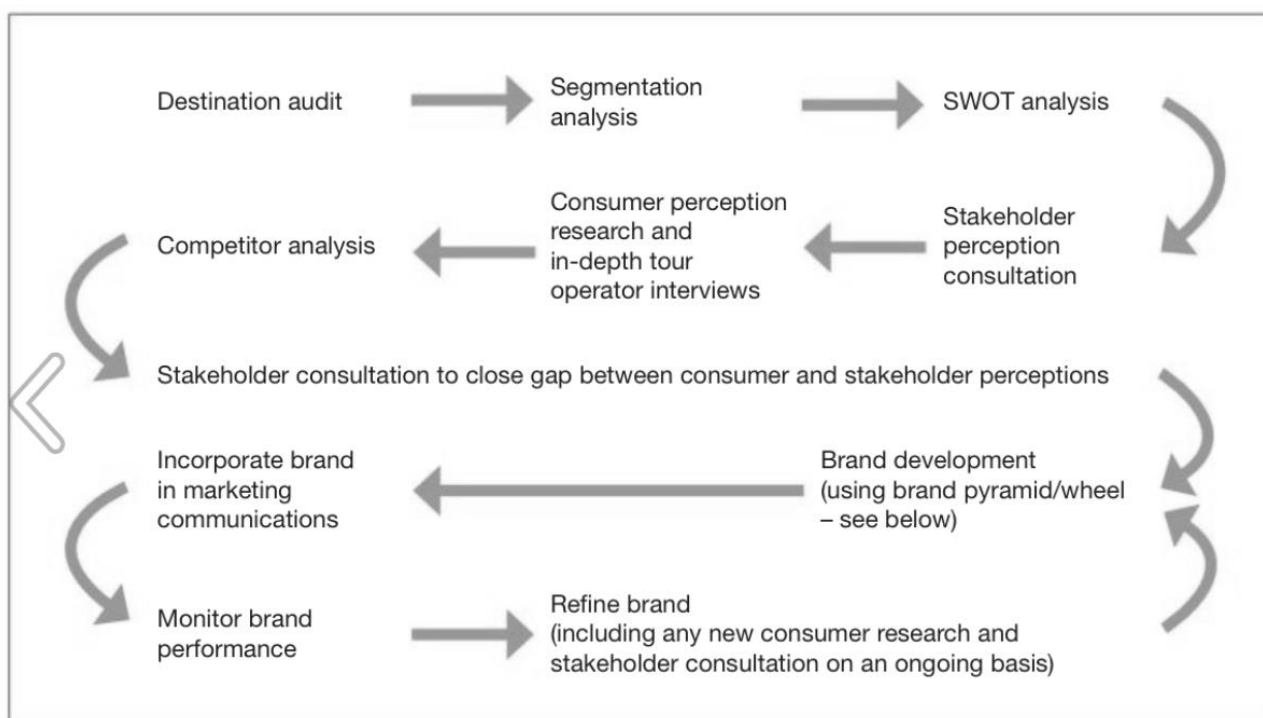 Destination audit
Segmentation
analysis
SWOT analysis
Stakeholder
perception
consultation
Consumer perception
research and
in-depth tour
operator interviews
Competitor analysis
Stakeholder consultation to close gap between consumer and stakeholder perceptions
Brand development
(using brand pyramid/wheel
– see below)
Incorporate brand
in marketing
communications
Monitor brand
performance
Refine brand
(including any new consumer research and
stakeholder consultation on an ongoing basis)